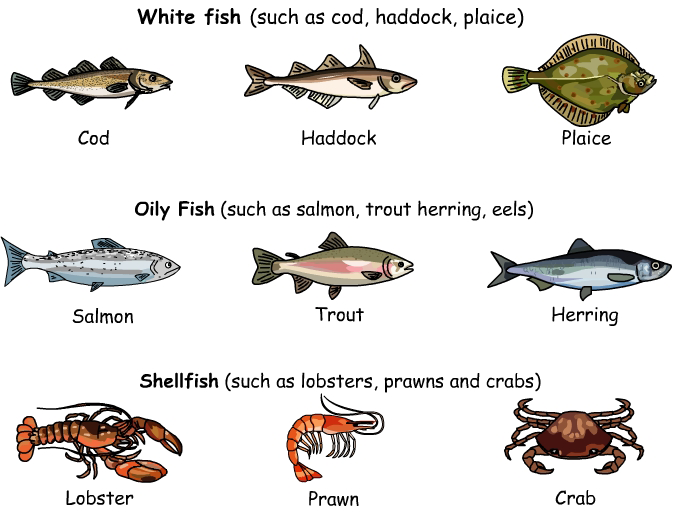 White fish (such as cod, haddock, plaice)
Cod Haddock Plaice
Oily Fish (such as salmon, trout herring, eels)
Salmon Trout Herring
Shellfish (such as lobsters, prawns and crabs)
Lobster Prawn Crab